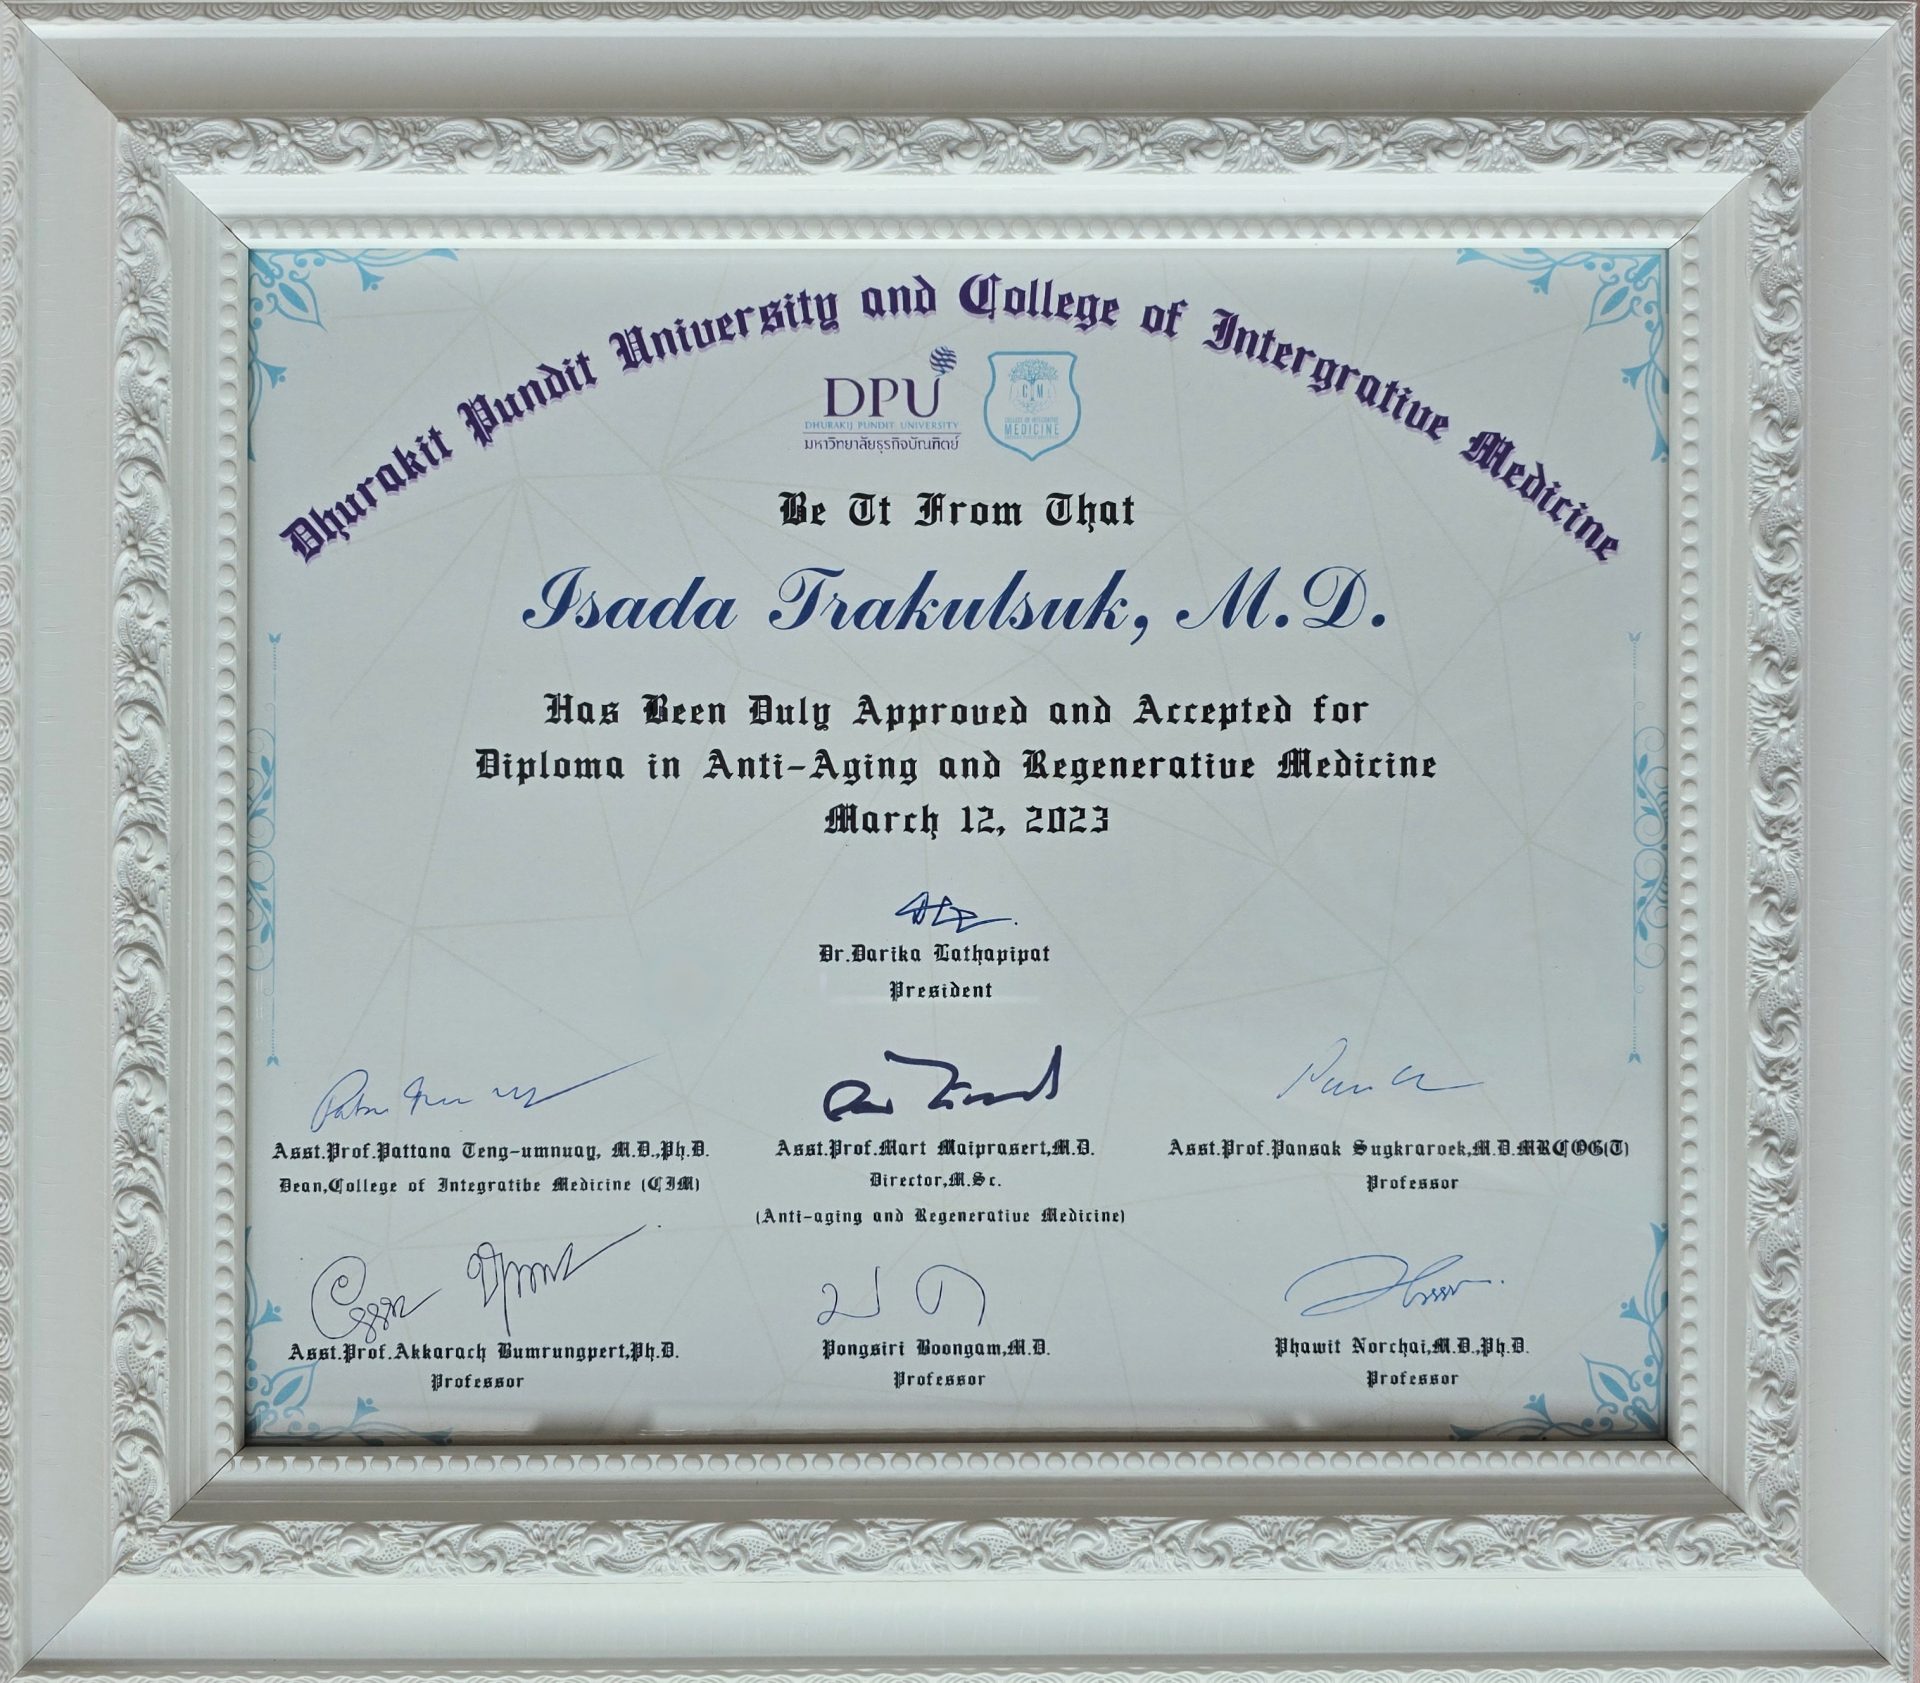 Dhurakit Pundit University and College of Intergrative Medicine
DPU
DHURAKIJ PUNDIT UNIVERSITY
มหาวิทยาลัยธุรกิจบัณฑิตย์
CIM
COLLEGE OF INTEGRATIVE
MEDICINE
Be It From That
Isada Trakulsuk, M.D.
Has Been Duly Approved and Accepted for
Diploma in Anti-Aging and Regenerative Medicine
March 12, 2023
Dr.Darika Lathapipat
President
Asst.Prof.Pattana Teng-umnuay, M.D.,Ph.D.
Dean,College of Integratibe Medicine (CIM)
Asst.Prof.Mart Maiprasert,M.D.
Director,M.Sc.
(Anti-aging and Regenerative Medicine)
Asst.Prof.Pansak Sugkraroek,M.D.MRCOG(T)
Professor
Asst.Prof.Akkarach Bumrungpert,Ph.D.
Professor
Pongsiri Boongam,M.D.
Professor
Phawit Norchai,M.D.,Ph.D.
Professor